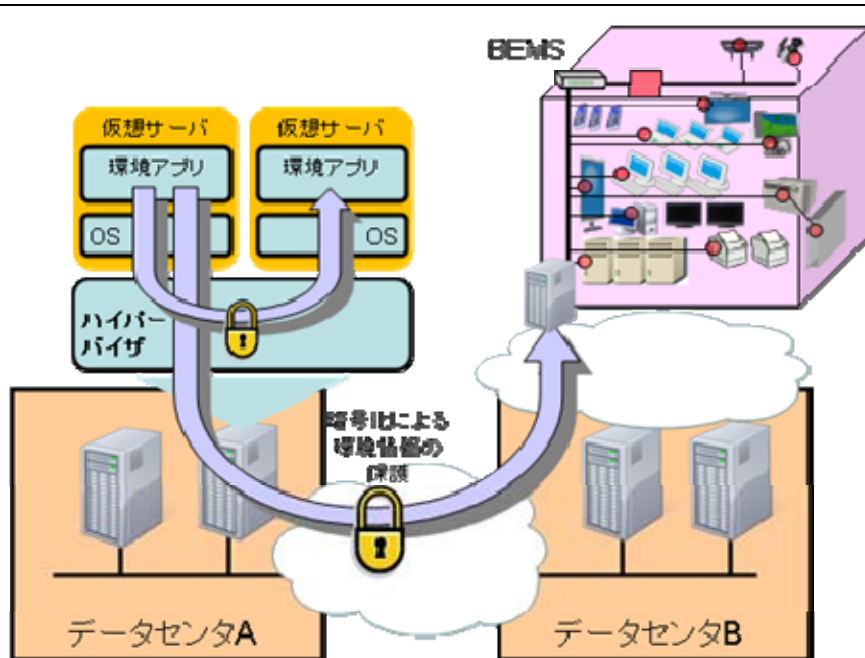 BEMS
仮想サーバ
仮想サーバ
環境アプリ
環境アプリ
OS
OS
ハイパー
バイザ
暗号化による
環境情報の
保護
データセンタA
データセンタB